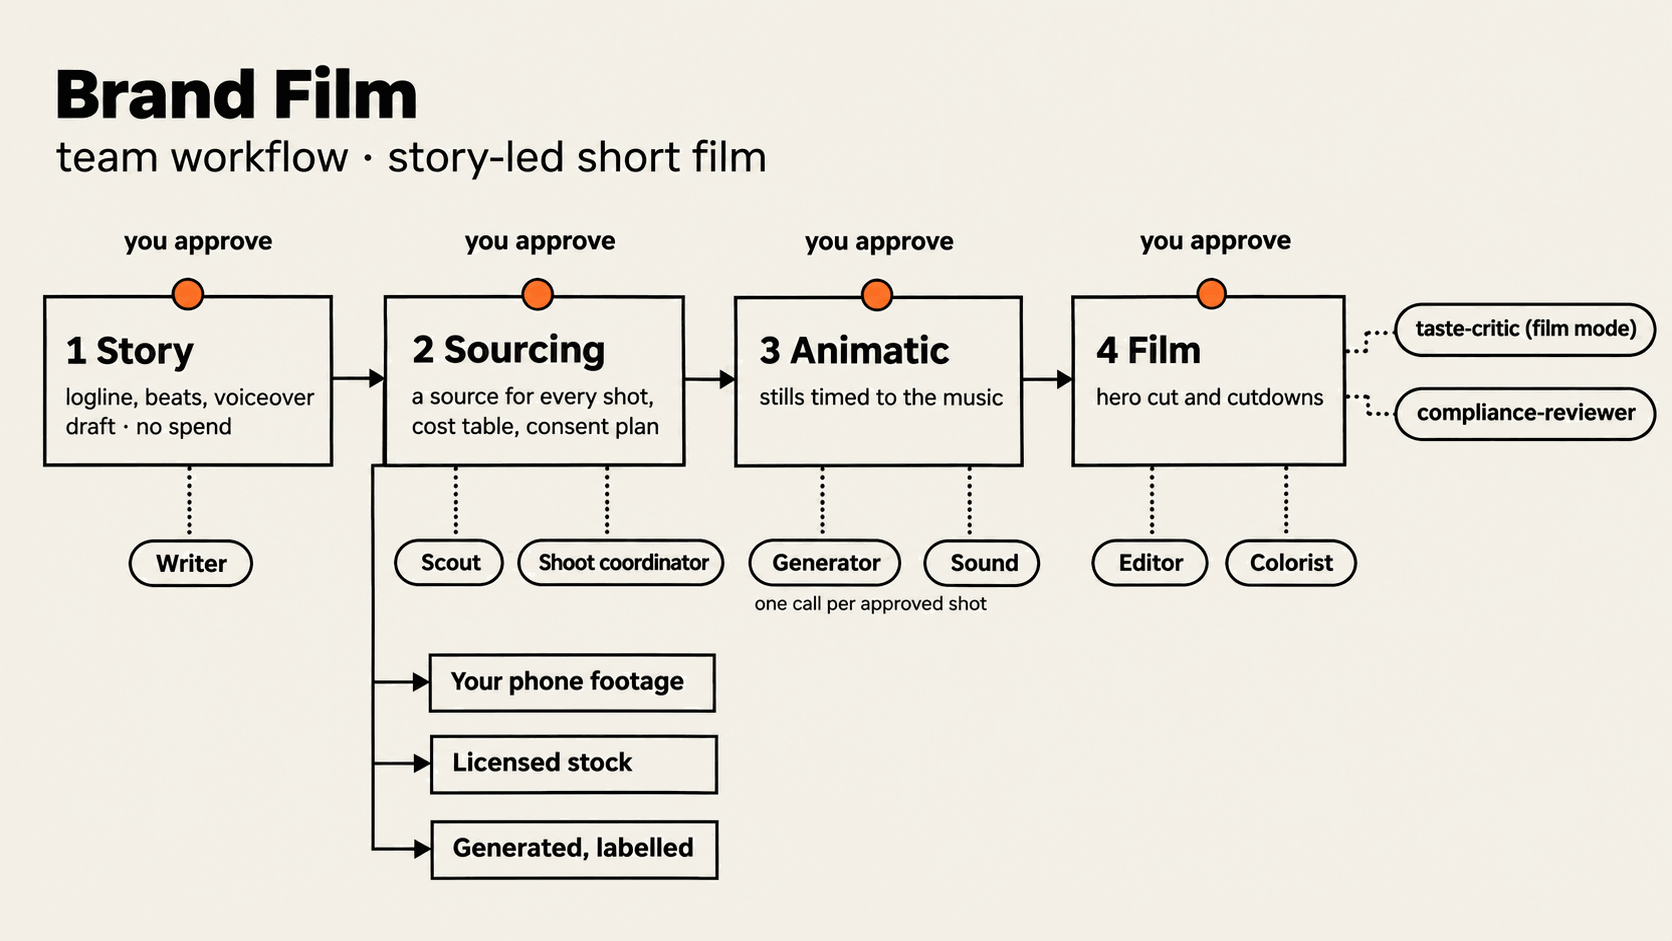 Brand Film
team workflow · story-led short film
you approve
you approve
you approve
you approve
1 Story
logline, beats, voiceover
draft · no spend
2 Sourcing
a source for every shot,
cost table, consent plan
3 Animatic
stills timed to the music
4 Film
hero cut and cutdowns
taste-critic (film mode)
compliance-reviewer
Writer
Scout
Shoot coordinator
Generator
Sound
Editor
Colorist
one call per approved shot
Your phone footage
Licensed stock
Generated, labelled